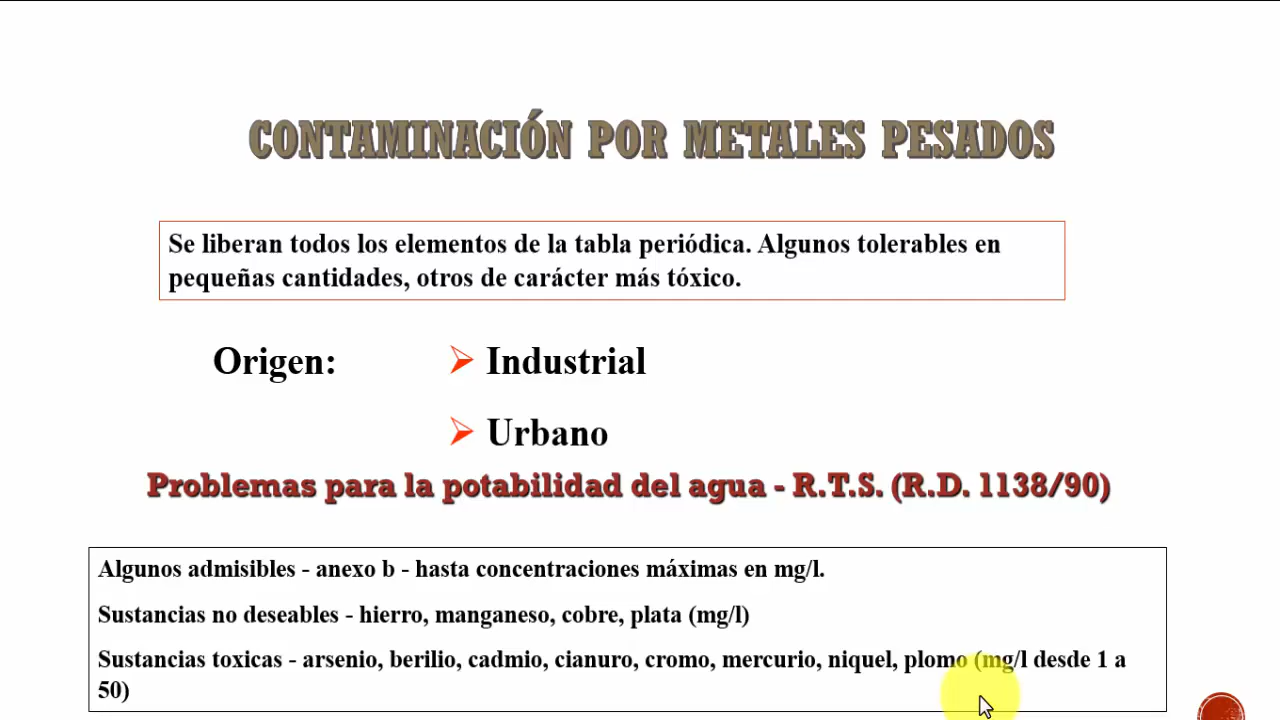 CONTAMINACIÓN POR METALES PESADOS
Se liberan todos los elementos de la tabla periódica. Algunos tolerables en
pequeñas cantidades, otros de carácter más tóxico.
Origen:
Industrial
Urbano
Problemas para la potabilidad del agua - R.T.S. (R.D. 1138/90)
Algunos admisibles - anexo b - hasta concentraciones máximas en mg/l.
Sustancias no deseables - hierro, manganeso, cobre, plata (mg/l)
Sustancias toxicas - arsenio, berilio, cadmio, cianuro, cromo, mercurio, niquel, plomo (mg/l desde 1 a
50)